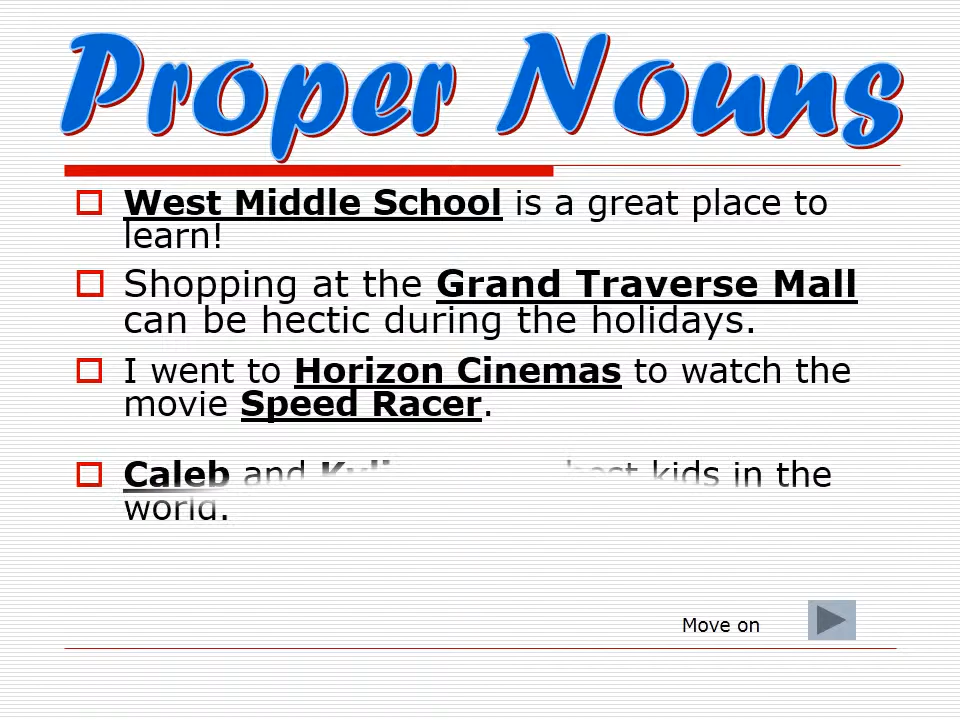 Proper Nouns
West Middle School is a great place to
learn!
Shopping at the Grand Traverse Mall
can be hectic during the holidays.
I went to Horizon Cinemas to watch the
movie Speed Racer.
Caleb and best kids in the
world.
Move on